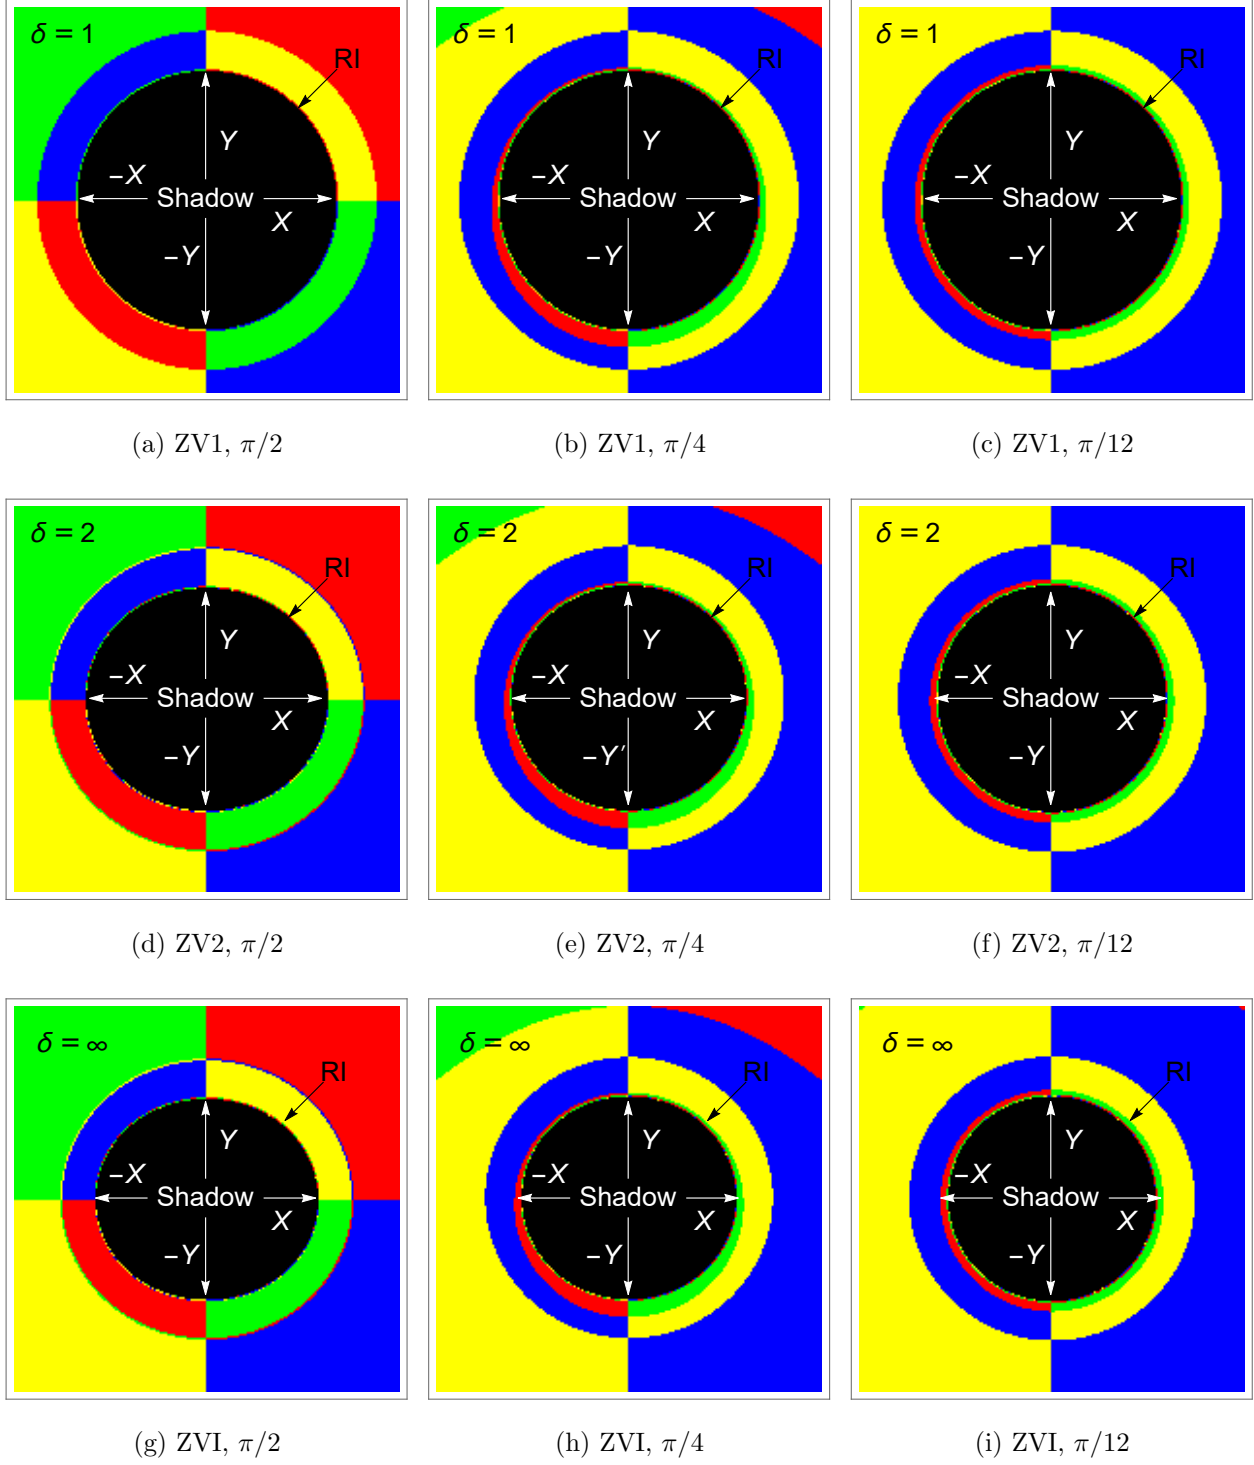 δ = 1
RI
Y
−X
Shadow
X
−Y
(a) ZV1, π/2
δ = 1
RI
Y
−X
Shadow
X
−Y
(b) ZV1, π/4
δ = 1
RI
Y
−X
Shadow
X
−Y
(c) ZV1, π/12
δ = 2
RI
Y
−X
Shadow
X
−Y
(d) ZV2, π/2
δ = 2
RI
Y
−X
Shadow
X
−Y′
(e) ZV2, π/4
δ = 2
RI
Y
−X
Shadow
X
−Y
(f) ZV2, π/12
δ = ∞
RI
Y
−X
Shadow
X
−Y
(g) ZVI, π/2
δ = ∞
RI
Y
−X
Shadow
X
−Y
(h) ZVI, π/4
δ = ∞
RI
Y
−X
Shadow
X
−Y
(i) ZVI, π/12